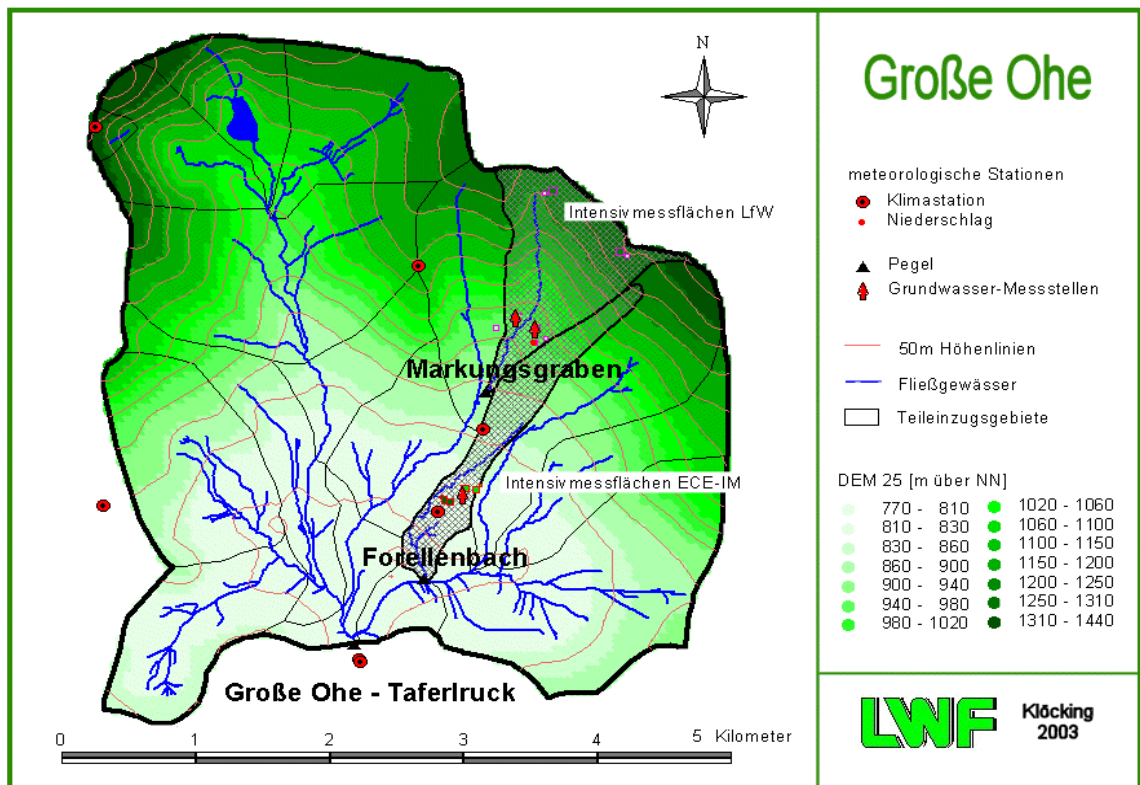 N
Intensivmessflächen LfW
Markungsgraben
Intensivmessflächen ECE-IM
Forellenbach
Große Ohe - Taferlruck
0 1 2 3 4 5 Kilometer
Große Ohe
meteorologische Stationen
Klimastation
Niederschlag
Pegel
Grundwasser-Messstellen
50m Höhenlinien
Fließgewässer
Teileinzugsgebiete
DEM 25 [m über NN]
770 - 810
810 - 830
830 - 860
860 - 900
900 - 940
940 - 980
980 - 1020
1020 - 1060
1060 - 1100
1100 - 1150
1150 - 1200
1200 - 1250
1250 - 1310
1310 - 1440
LWF
Klöcking
2003